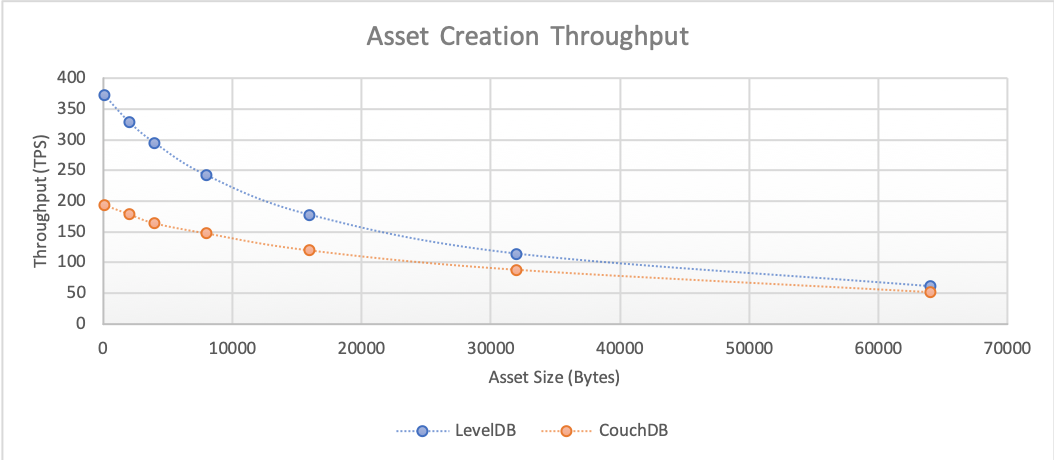 Asset Creation Throughput
Throughput (TPS)
400
350
300
250
200
150
100
50
0
0 10000 20000 30000 40000 50000 60000 70000
Asset Size (Bytes)
LevelDB CouchDB